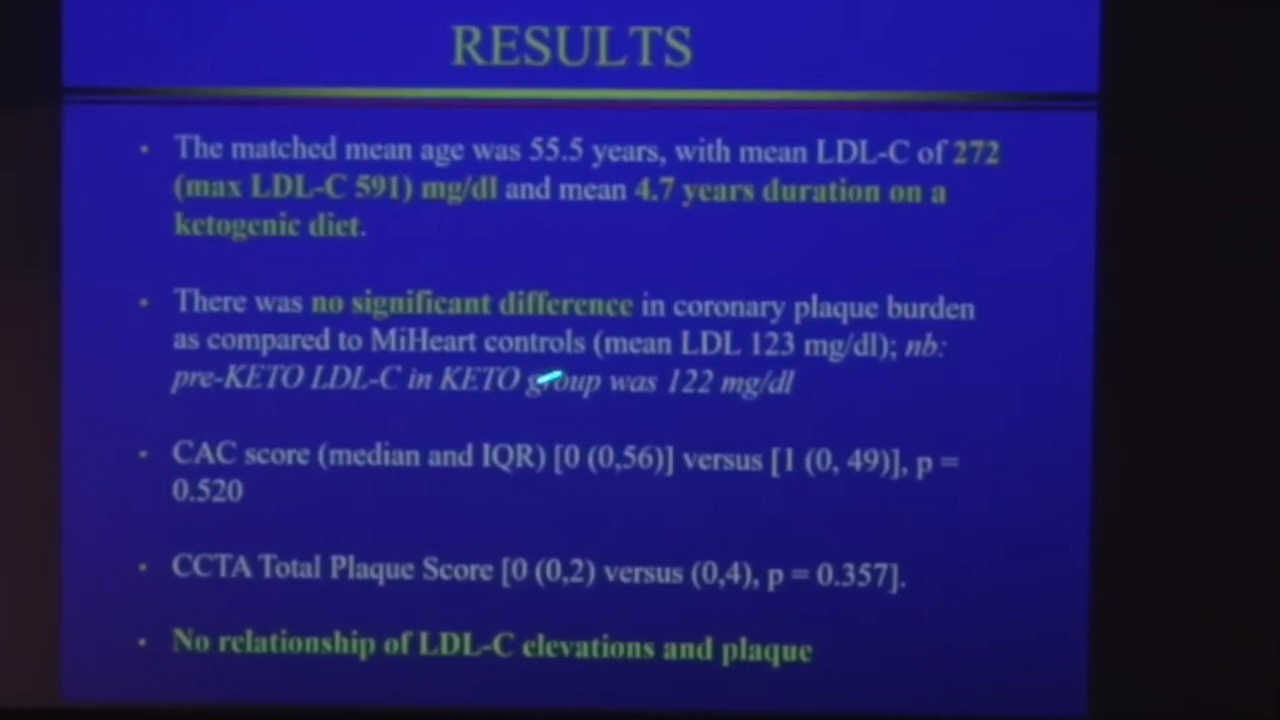 RESULTS
• The matched mean age was 55.5 years, with mean LDL-C of 272
(max LDL-C 591) mg/dl and mean 4.7 years duration on a
ketogenic diet.
• There was no significant difference in coronary plaque burden
as compared to MiHeart controls (mean LDL 123 mg/dl); nb:
pre-KETO LDL-C in KETO group was 122 mg/dl
• CAC score (median and IQR) [0 (0,56)] versus [1 (0, 49)], p =
0.520
• CCTA Total Plaque Score [0 (0,2) versus (0,4), p = 0.357].
• No relationship of LDL-C elevations and plaque